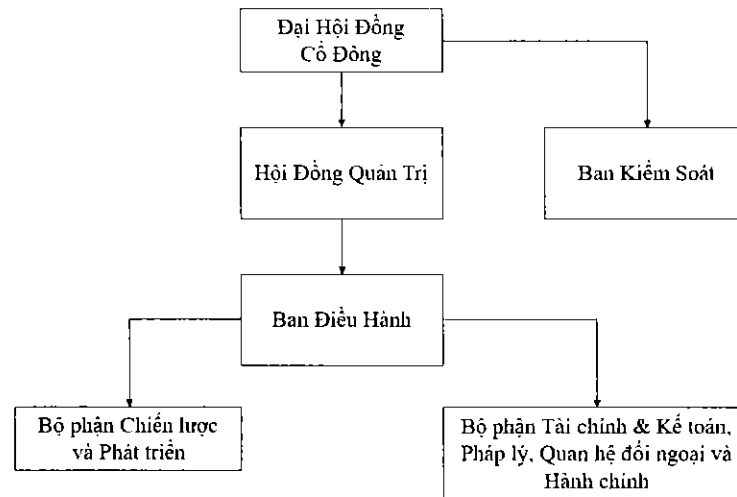 Đại Hội Đồng
Cổ Đông
Hội Đồng Quản Trị
Ban Kiểm Soát
Ban Điều Hành
Bộ phận Chiến lược
và Phát triển
Bộ phận Tài chính & Kế toán,
Pháp lý, Quan hệ đối ngoại và
Hành chính